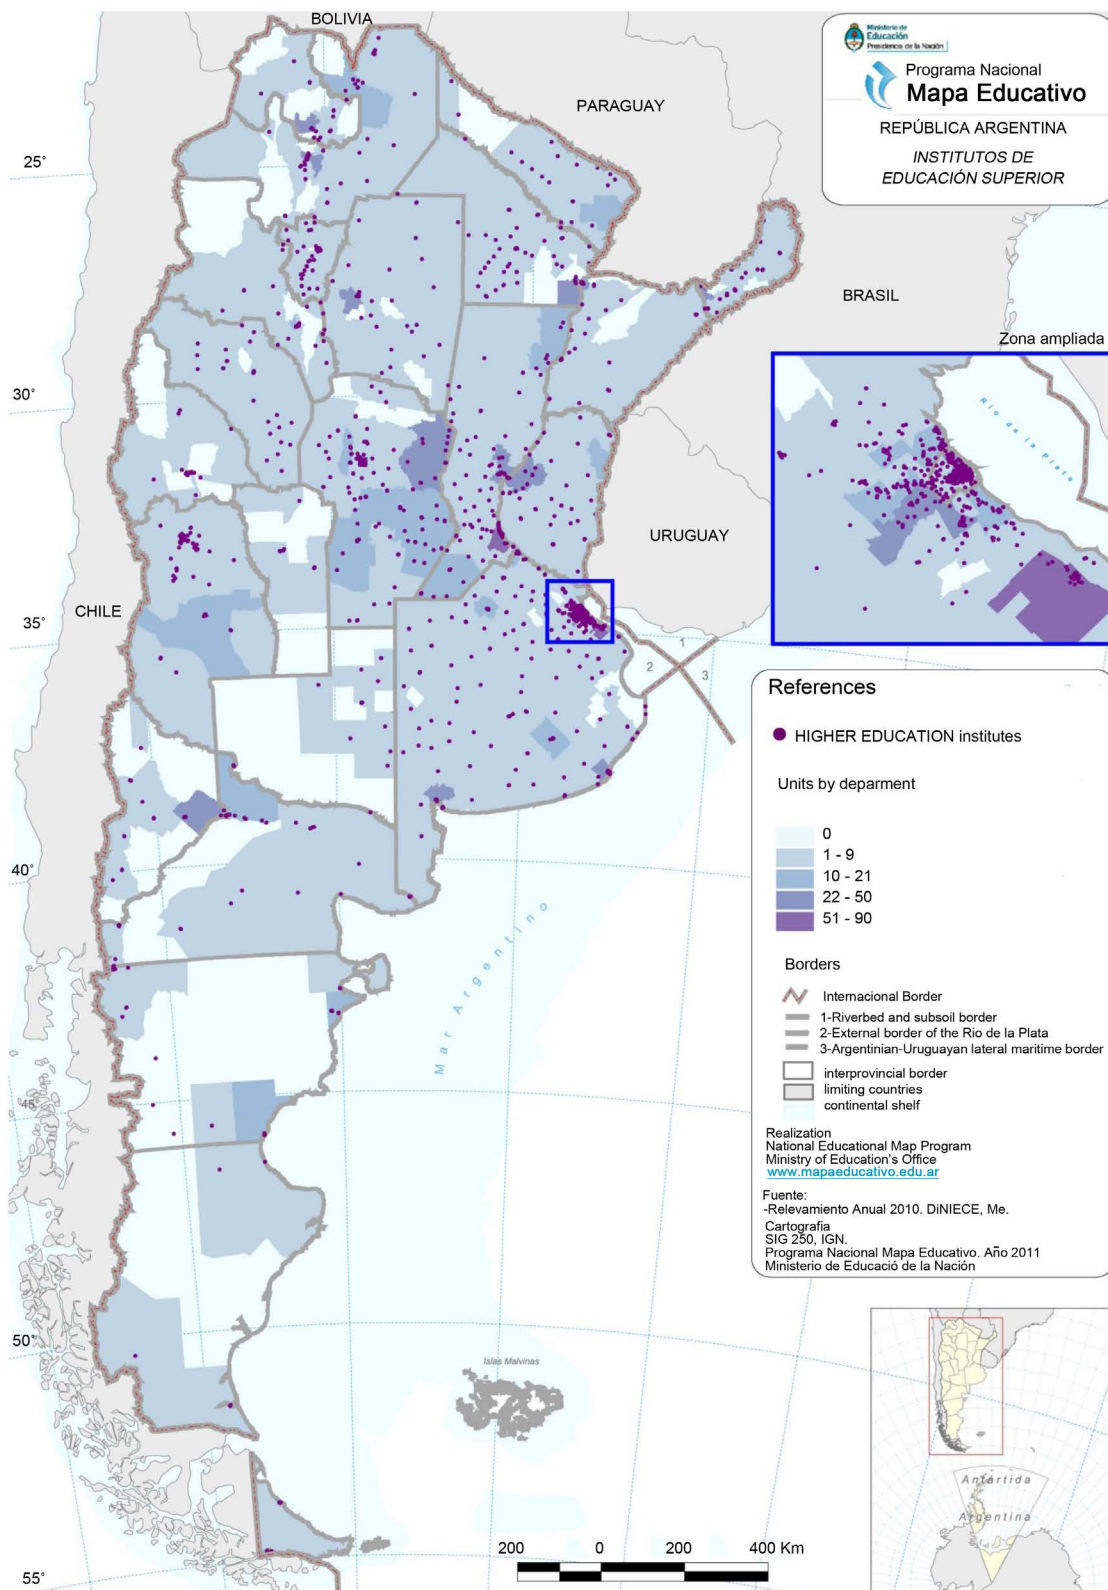 BOLIVIA
Ministerio de
Educación
Presidencia de la Nación
Programa Nacional
Mapa Educativo
REPÚBLICA ARGENTINA
INSTITUTOS DE
EDUCACIÓN SUPERIOR
PARAGUAY
25°
BRASIL
Zona ampliada
30°
Río de la Plata
URUGUAY
CHILE
35°
1
2
3
References
HIGHER EDUCATION institutes
Units by deparment
0
1 - 9
10 - 21
22 - 50
51 - 90
40°
Mar Argentino
Borders
Internacional Border
1-Riverbed and subsoil border
2-External border of the Rio de la Plata
3-Argentinian-Uruguayan lateral maritime border
interprovincial border
limiting countries
continental shelf
45°
Realization
National Educational Map Program
Ministry of Education's Office
www.mapaeducativo.edu.ar
Fuente:
-Relevamiento Anual 2010. DiNIECE, Me.
Cartografia
SIG 250, IGN.
Programa Nacional Mapa Educativo. Año 2011
Ministerio de Educació de la Nación
50°
Islas Malvinas
Antártida
Argentina
200 0 200 400 Km
55°